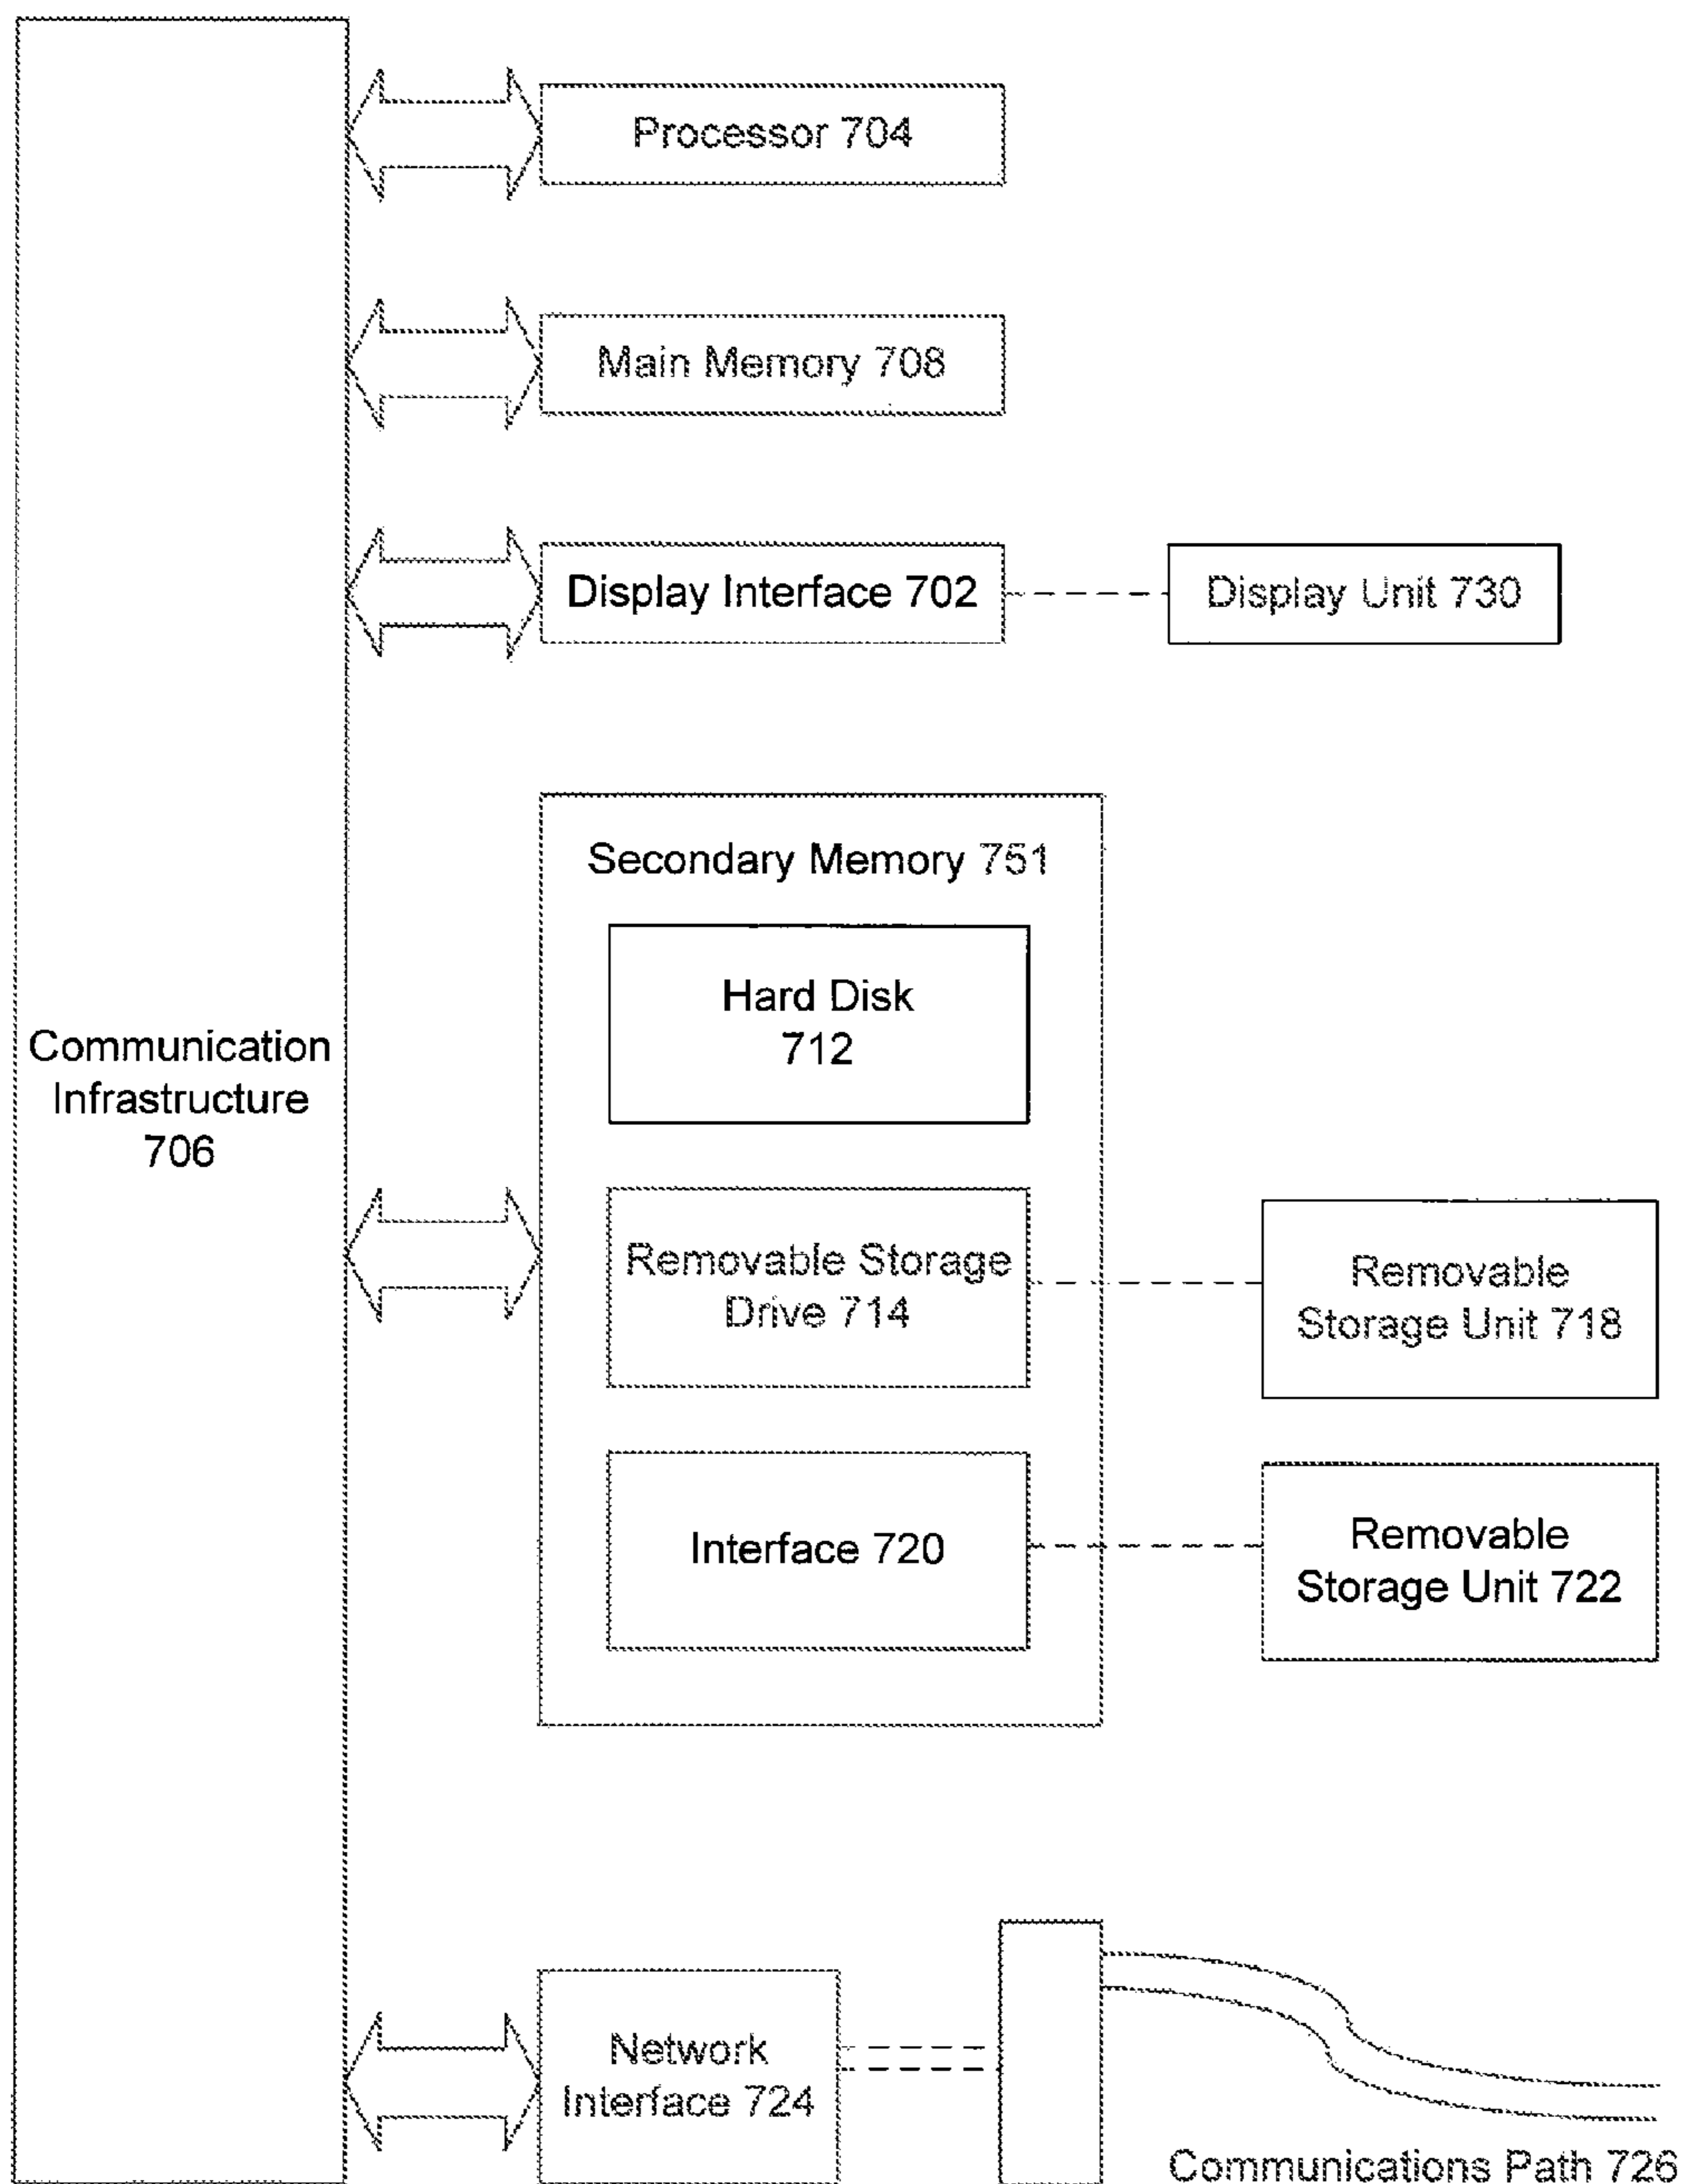 Processor 704
Main Memory 708
Display Interface 702
Display Unit 730
Secondary Memory 751
Hard Disk
712
Communication
Infrastructure
706
Removable Storage
Drive 714
Removable
Storage Unit 718
Interface 720
Removable
Storage Unit 722
Network
Interface 724
Communications Path 726